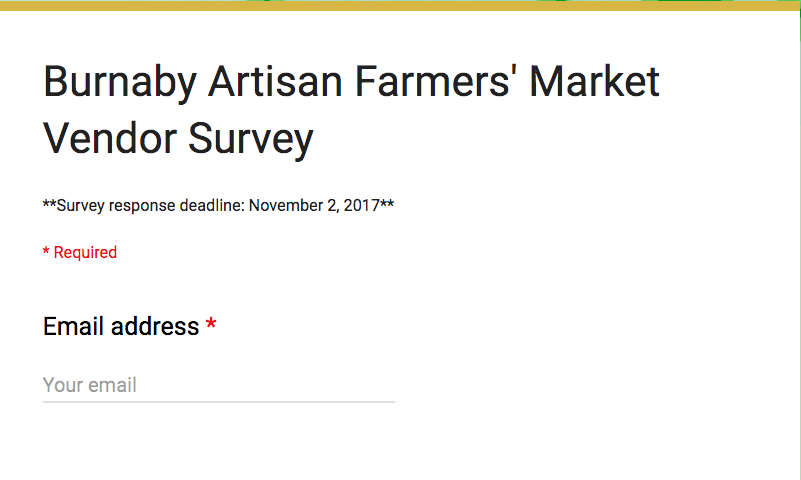 Burnaby Artisan Farmers' Market
Vendor Survey
**Survey response deadline: November 2, 2017**
* Required
Email address *
Your email